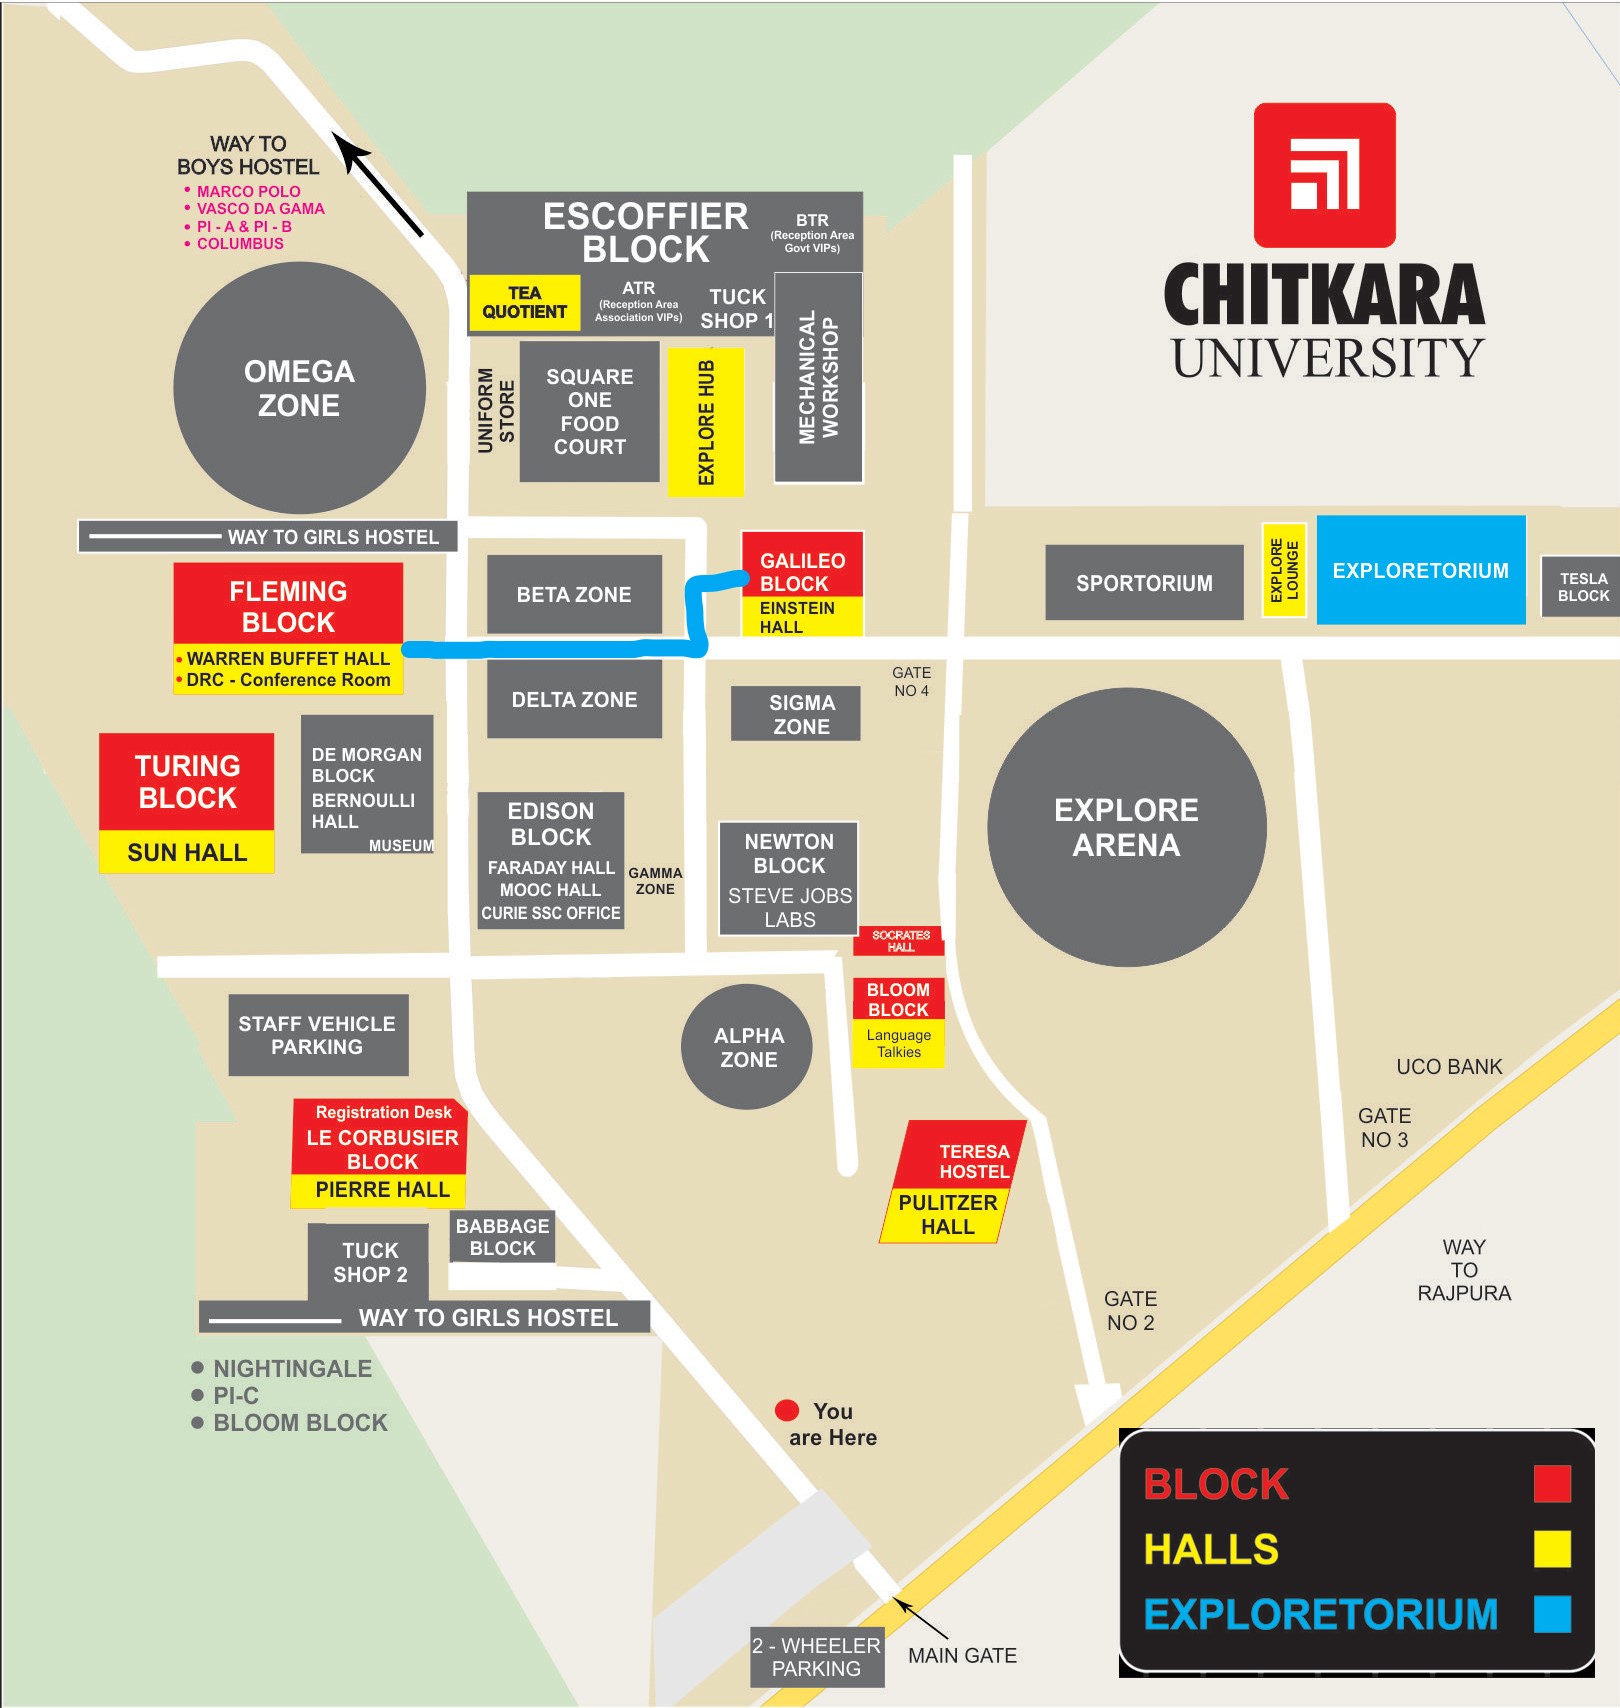 WAY TO
BOYS HOSTEL
• MARCO POLO
• VASCO DA GAMA
• PI - A & PI - B
• COLUMBUS
ESCOFFIER
BLOCK
BTR
(Reception Area
Govt VIPs)
TEA
QUOTIENT
ATR
(Reception Area
Association VIPs)
TUCK
SHOP 1
MECHANICAL
WORKSHOP
CHITKARA
UNIVERSITY
OMEGA
ZONE
UNIFORM
STORE
SQUARE
ONE
FOOD
COURT
EXPLORE HUB
WAY TO GIRLS HOSTEL
FLEMING
BLOCK
• WARREN BUFFET HALL
• DRC - Conference Room
BETA ZONE
GALILEO
BLOCK
EINSTEIN
HALL
SPORTORIUM
EXPLORE
LOUNGE
EXPLORETORIUM
TESLA
BLOCK
DELTA ZONE
SIGMA
ZONE
GATE
NO 4
TURING
BLOCK
SUN HALL
DE MORGAN
BLOCK
BERNOULLI
HALL
MUSEUM
EDISON
BLOCK
FARADAY HALL
MOOC HALL
CURIE SSC OFFICE
GAMMA
ZONE
NEWTON
BLOCK
STEVE JOBS
LABS
EXPLORE
ARENA
SOCRATES
HALL
BLOOM
BLOCK
Language
Talkies
STAFF VEHICLE
PARKING
ALPHA
ZONE
UCO BANK
GATE
NO 3
Registration Desk
LE CORBUSIER
BLOCK
PIERRE HALL
TERESA
HOSTEL
PULITZER
HALL
TUCK
SHOP 2
BABBAGE
BLOCK
WAY TO GIRLS HOSTEL
WAY
TO
RAJPURA
GATE
NO 2
• NIGHTINGALE
• PI-C
• BLOOM BLOCK
You
are Here
BLOCK
HALLS
EXPLORETORIUM
2 - WHEELER
PARKING
MAIN GATE